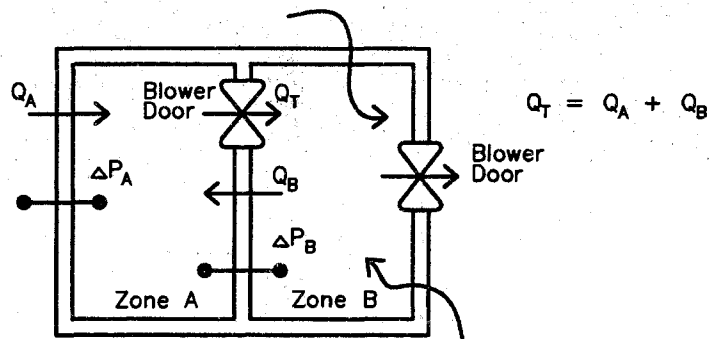 Q_A
Blower
Door
Q_T
Q_T = Q_A + Q_B
Blower
Door
ΔP_A
Q_B
ΔP_B
Zone A
Zone B